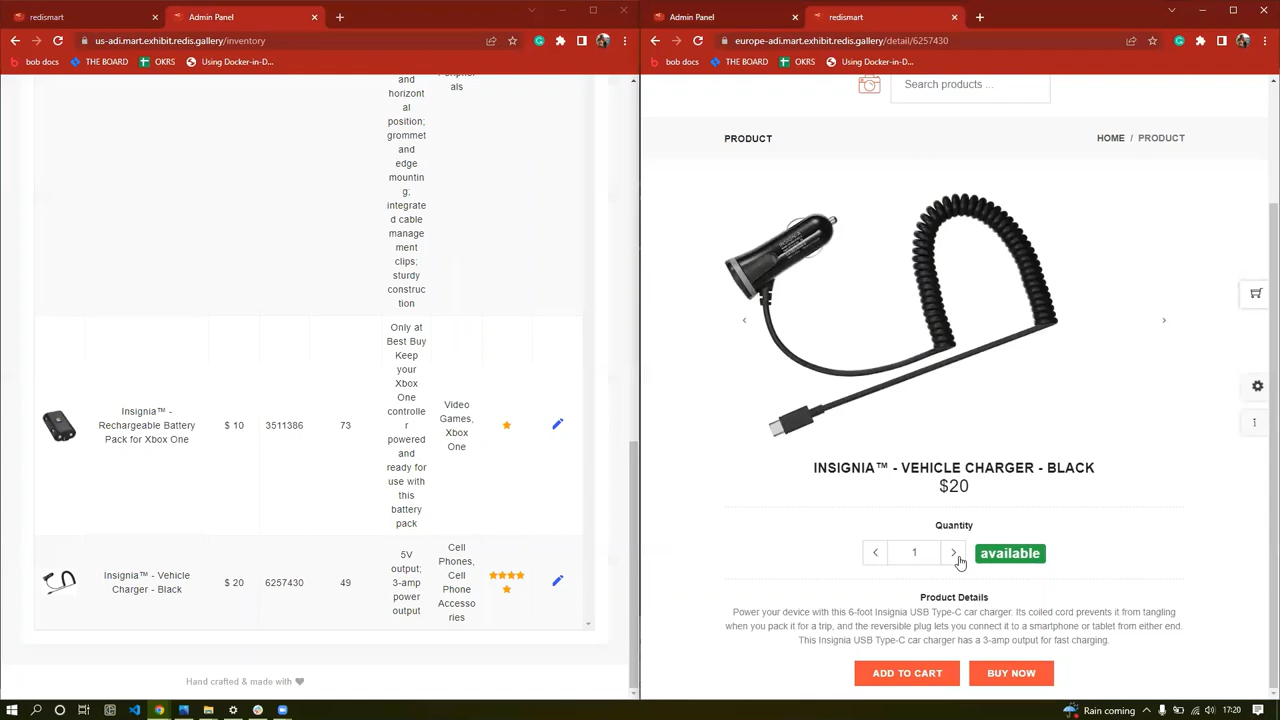 redismart
Admin Panel
us-adi.mart.exhibit.redis.gallery/inventory
bob docs
THE BOARD
OKRS
Using Docker-in-D...
and
horizont
al
position;
grommet
and
edge
mountin
g;
integrate
d cable
manage
ment
clips;
sturdy
construc
tion
als
Insignia™ -
Rechargeable Battery
Pack for Xbox One
$ 10
3511386
73
Only at
Best Buy
Keep
your
Xbox
One
controlle
r
powered
and
ready for
use with
this
battery
pack
Video
Games,
Xbox
One
Insignia™ - Vehicle
Charger - Black
$ 20
6257430
49
5V
output;
3-amp
power
output
Cell
Phones,
Cell
Phone
Accesso
ries
Hand crafted & made with
Admin Panel
redismart
europe-adi.mart.exhibit.redis.gallery/detail/6257430
bob docs
THE BOARD
OKRS
Using Docker-in-D...
Search products ...
PRODUCT
HOME / PRODUCT
INSIGNIA
INSIGNIA™ - VEHICLE CHARGER - BLACK
$20
Quantity
1
available
Product Details
Power your device with this 6-foot Insignia USB Type-C car charger. Its coiled cord prevents it from tangling
when you pack it for a trip, and the reversible plug lets you connect it to a smartphone or tablet from either end.
This Insignia USB Type-C car charger has a 3-amp output for fast charging.
ADD TO CART
BUY NOW
Rain coming
17:20